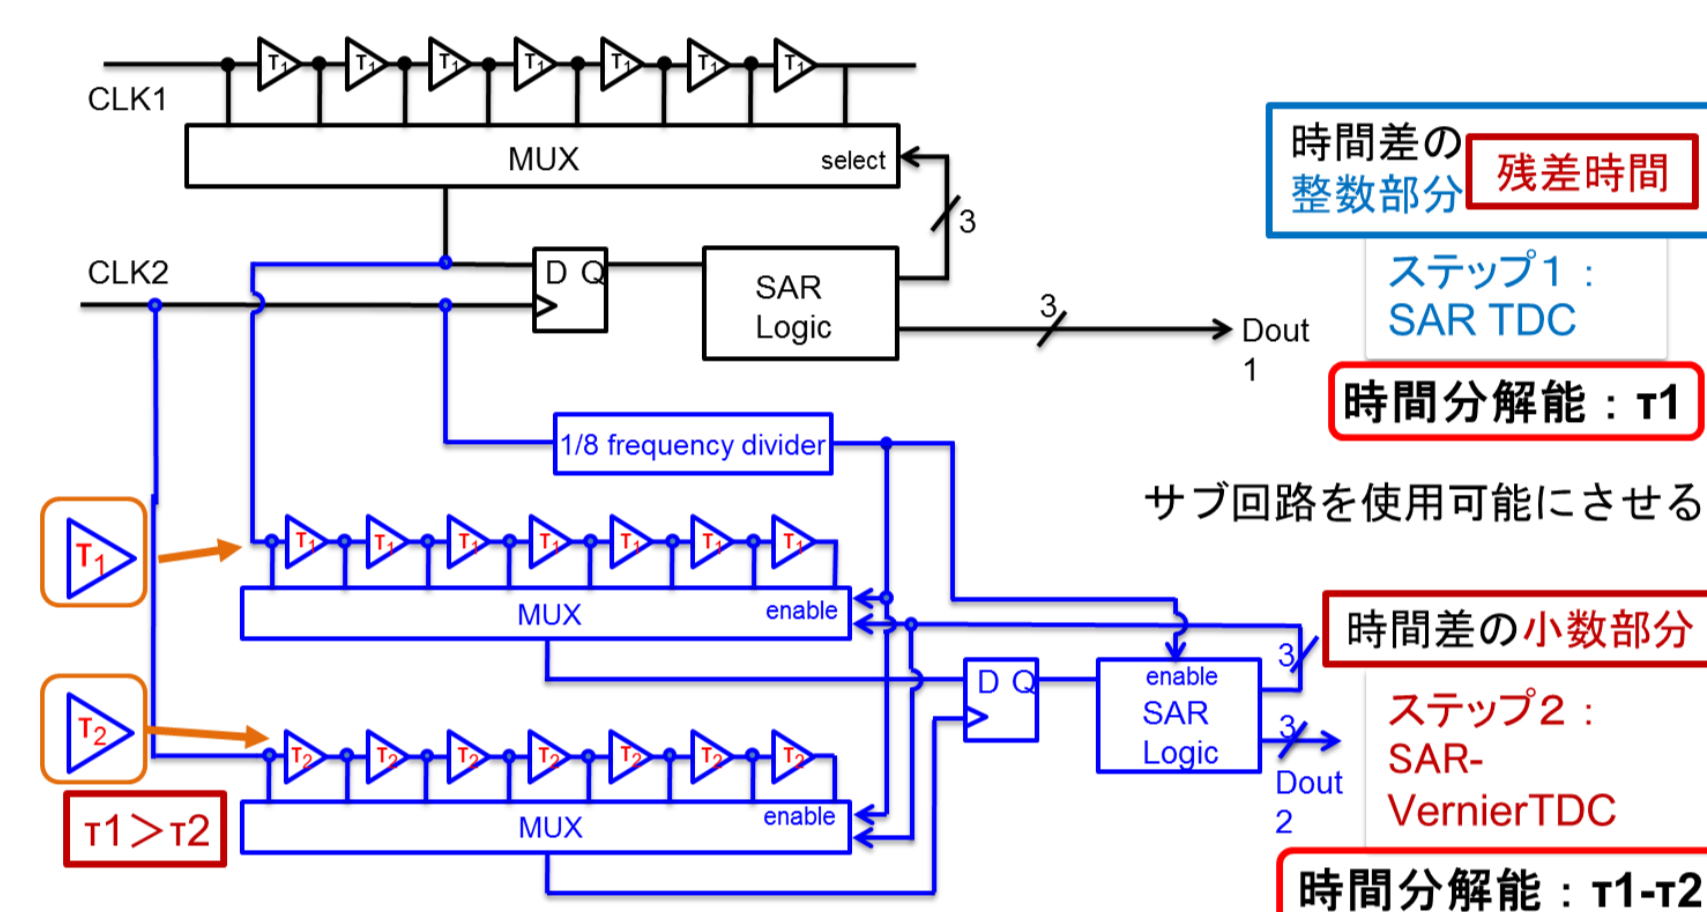 T1 T1 T1 T1 T1 T1 T1
CLK1
MUX
select
3
CLK2
D Q
SAR
Logic
3
Dout
1
1/8 frequency divider
時間差の
整数部分
残差時間
ステップ１：
SAR TDC
時間分解能：τ1
サブ回路を使用可能にさせる
T1
T1 T1 T1 T1 T1 T1 T1
MUX
enable
T2
T2 T2 T2 T2 T2 T2 T2
MUX
enable
τ1＞τ2
D Q
enable
SAR
Logic
3
3
Dout
2
時間差の小数部分
ステップ２：
SAR-
VernierTDC
時間分解能：τ1-τ2